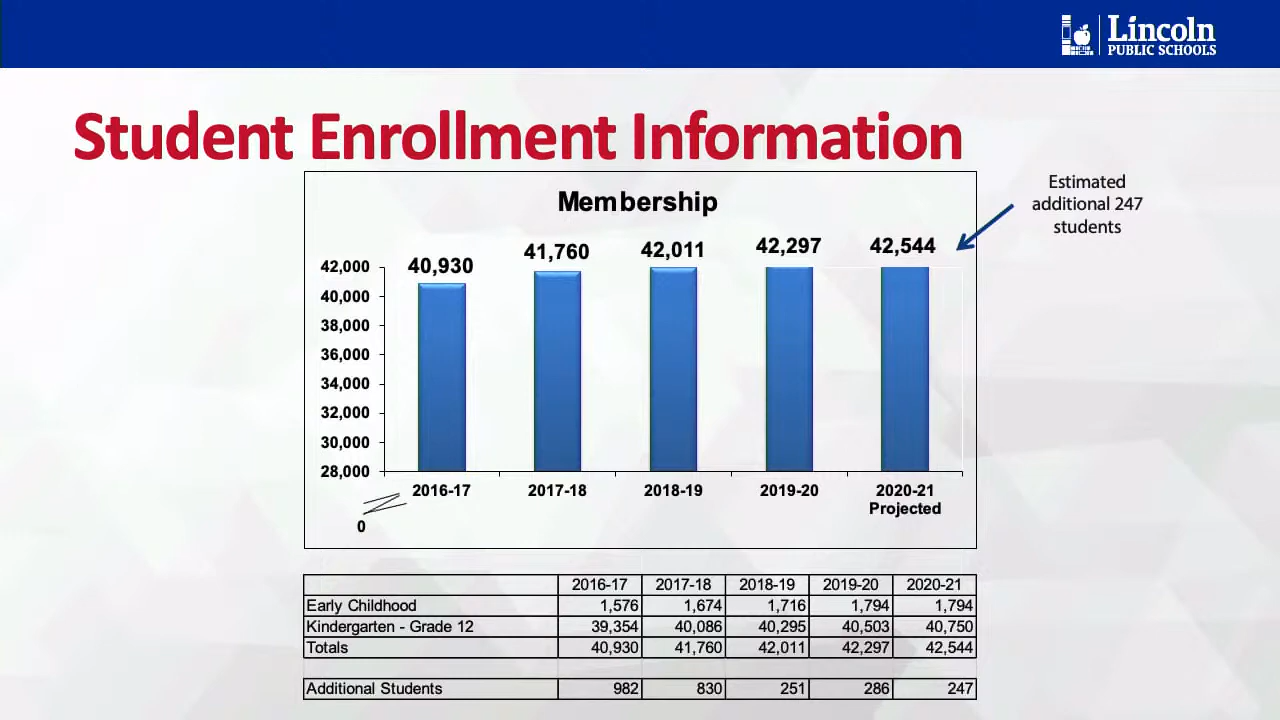 Lincoln
PUBLIC SCHOOLS
Student Enrollment Information
Membership
Estimated
additional 247
students
40,930
41,760
42,011
42,297
42,544
42,000
40,000
38,000
36,000
34,000
32,000
30,000
28,000
0
2016-17
2017-18
2018-19
2019-20
2020-21
Projected
2016-17 2017-18 2018-19 2019-20 2020-21
Early Childhood 1,576 1,674 1,716 1,794 1,794
Kindergarten - Grade 12 39,354 40,086 40,295 40,503 40,750
Totals 40,930 41,760 42,011 42,297 42,544
Additional Students 982 830 251 286 247